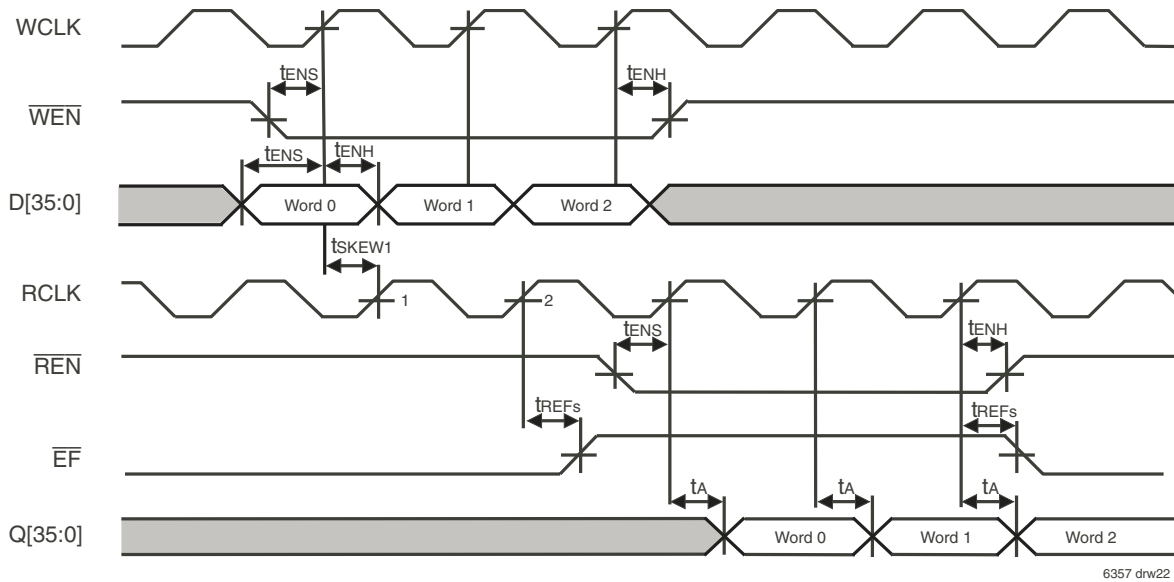 WCLK
tENS
tENH
WEN
tENS
tENH
D[35:0]
Word 0
Word 1
Word 2
tSKEW1
RCLK
1
2
tENS
tENH
REN
tREFs
tREFs
EF
tA
tA
tA
Q[35:0]
Word 0
Word 1
Word 2
6357 drw22